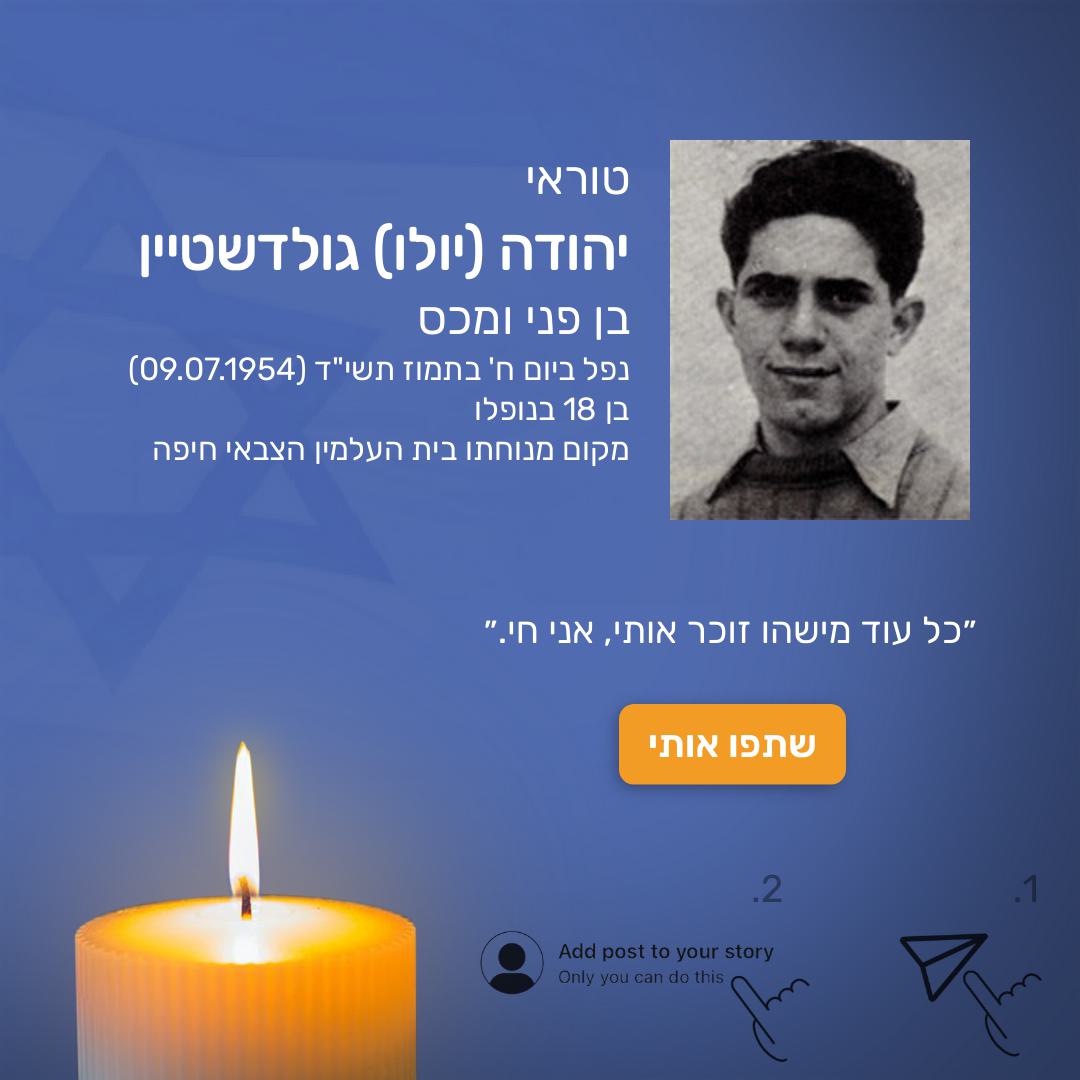 טוראי
יהודה (יולו) גולדשטיין
בן פני ומכס
נפל ביום ח' בתמוז תשי"ד (09.07.1954)
בן 18 בנופלו
מקום מנוחתו בית העלמין הצבאי חיפה
״כל עוד מישהו זוכר אותי, אני חי.״
שתפו אותי
1.
2.
Add post to your story
Only you can do this